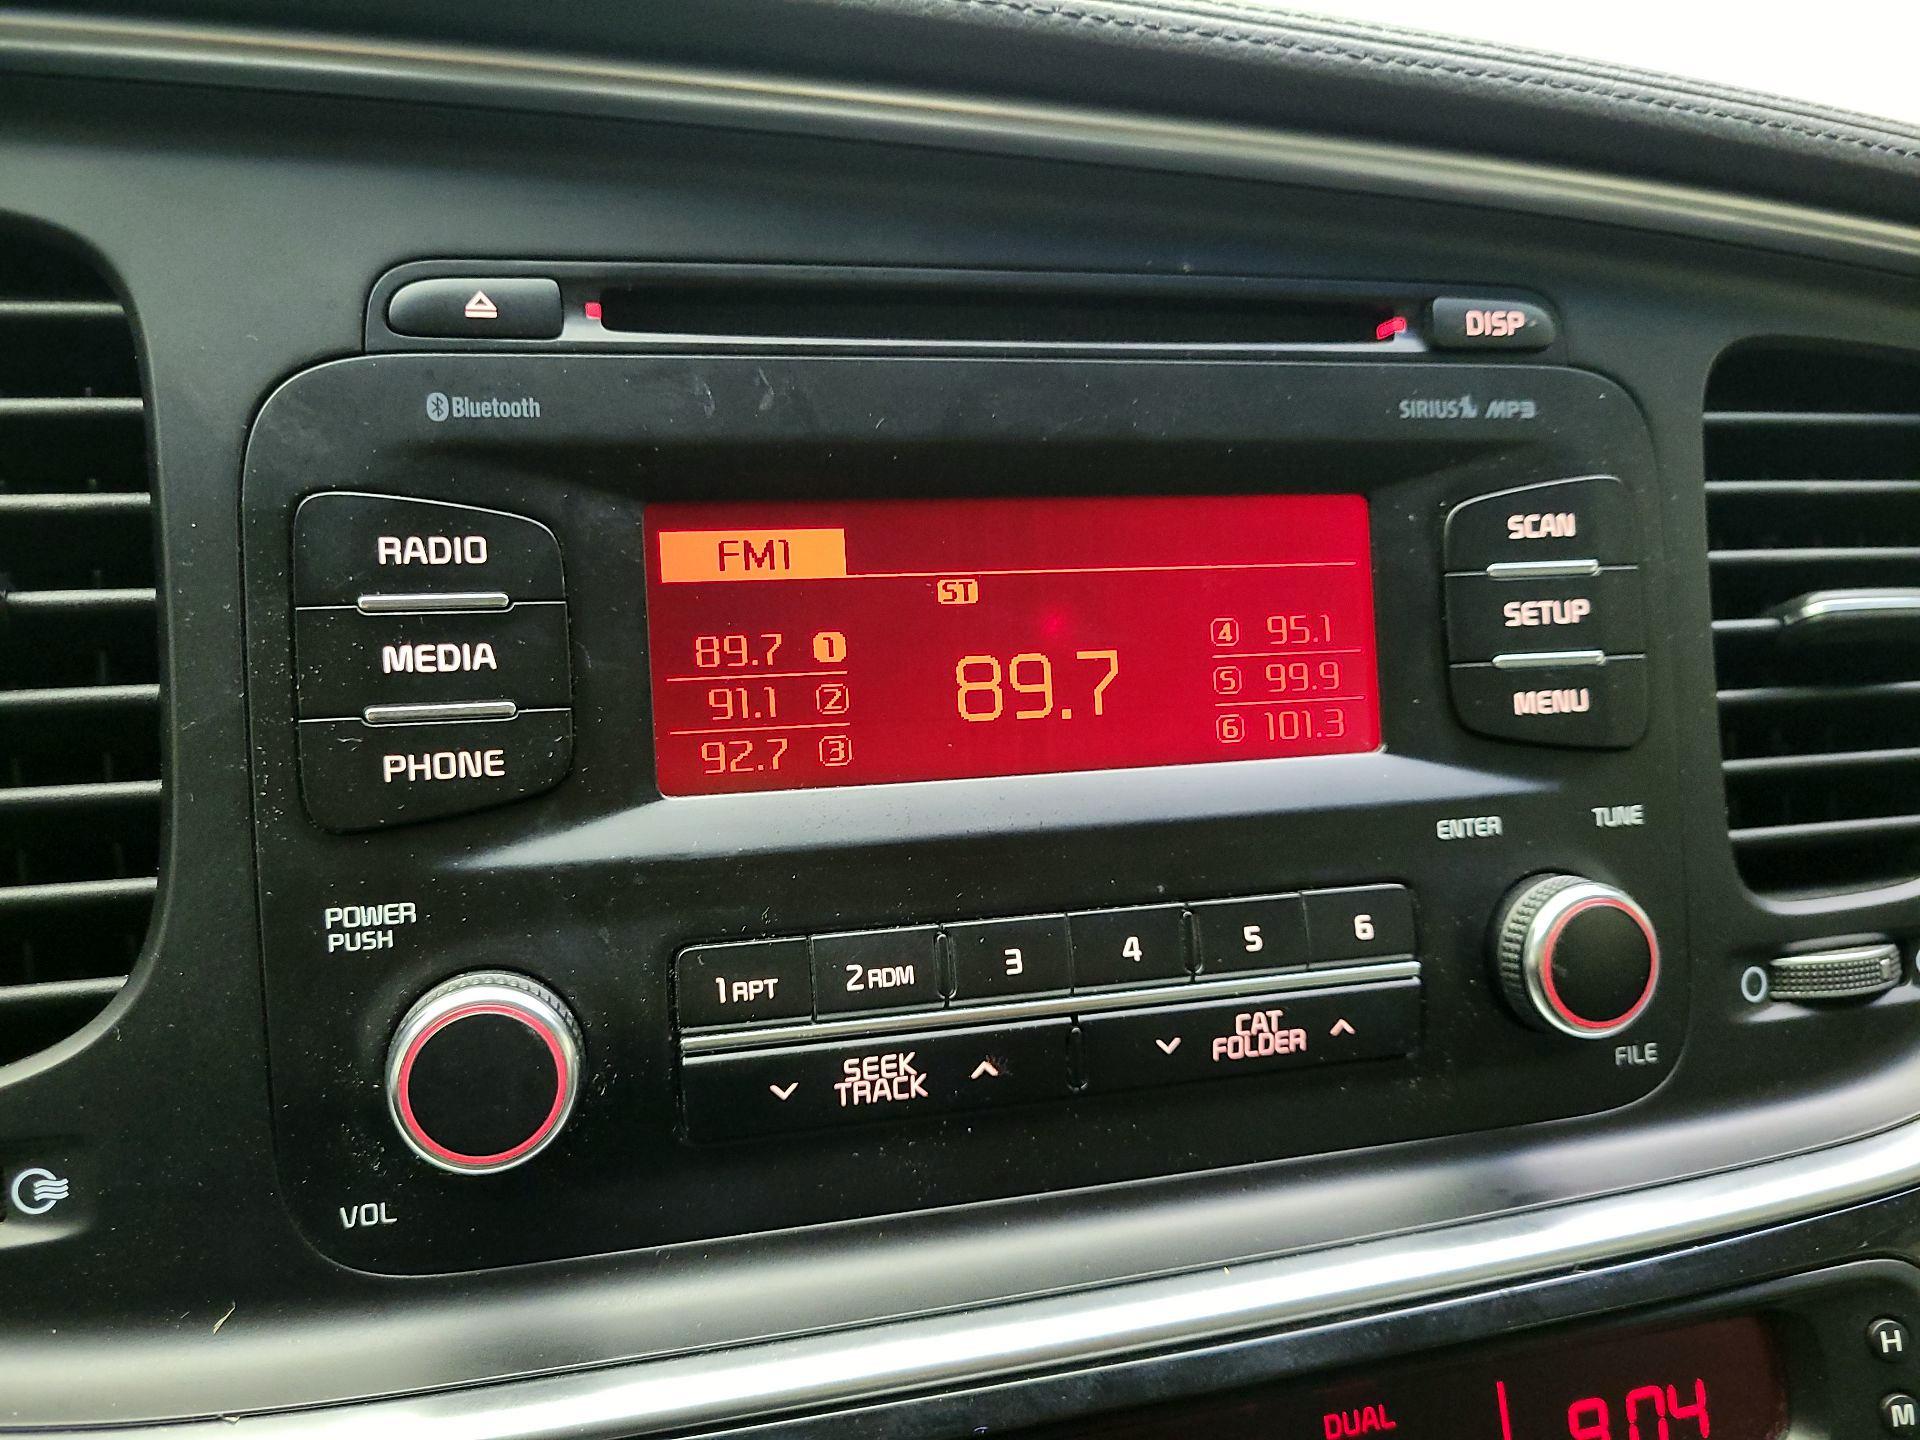 DISP
Bluetooth
SIRIUS MP3
RADIO
MEDIA
PHONE
FM1
ST
89.7 1
91.1 2
92.7 3
89.7
4 95.1
5 99.9
6 101.3
SCAN
SETUP
MENU
ENTER
TUNE
POWER
PUSH
1 RPT
2 RDM
3
4
5
6
SEEK
TRACK
CAT
FOLDER
FILE
VOL
DUAL
9:04
H
M